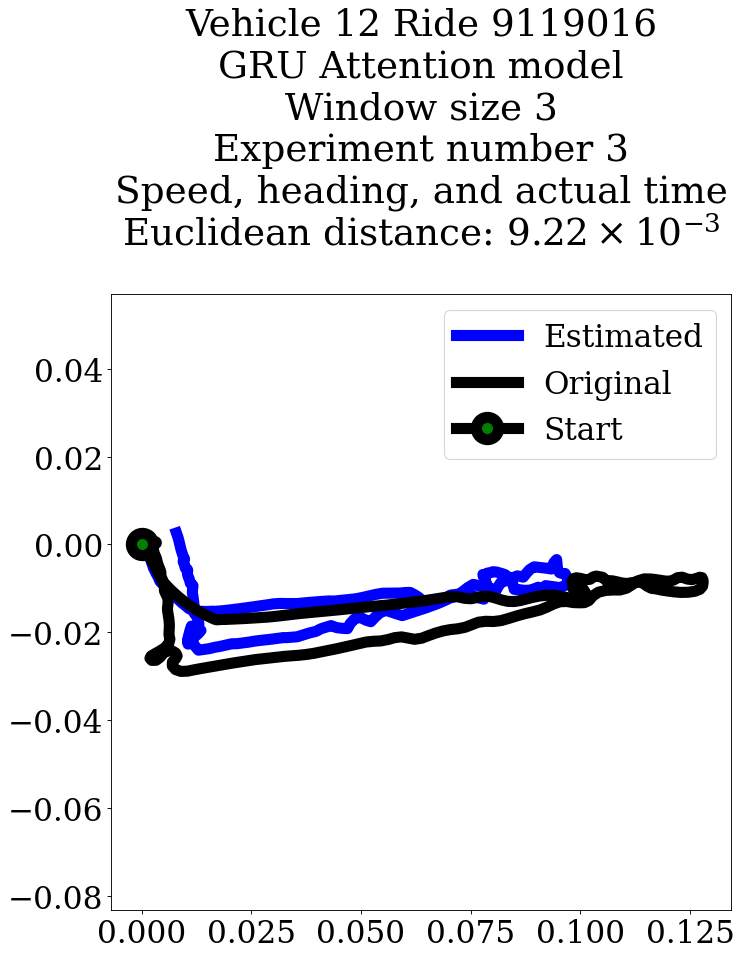 Vehicle 12 Ride 9119016
GRU Attention model
Window size 3
Experiment number 3
Speed, heading, and actual time
Euclidean distance: 9.22 × 10⁻³
Estimated
Original
Start
0.04
0.02
0.00
−0.02
−0.04
−0.06
−0.08
0.000 0.025 0.050 0.075 0.100 0.125